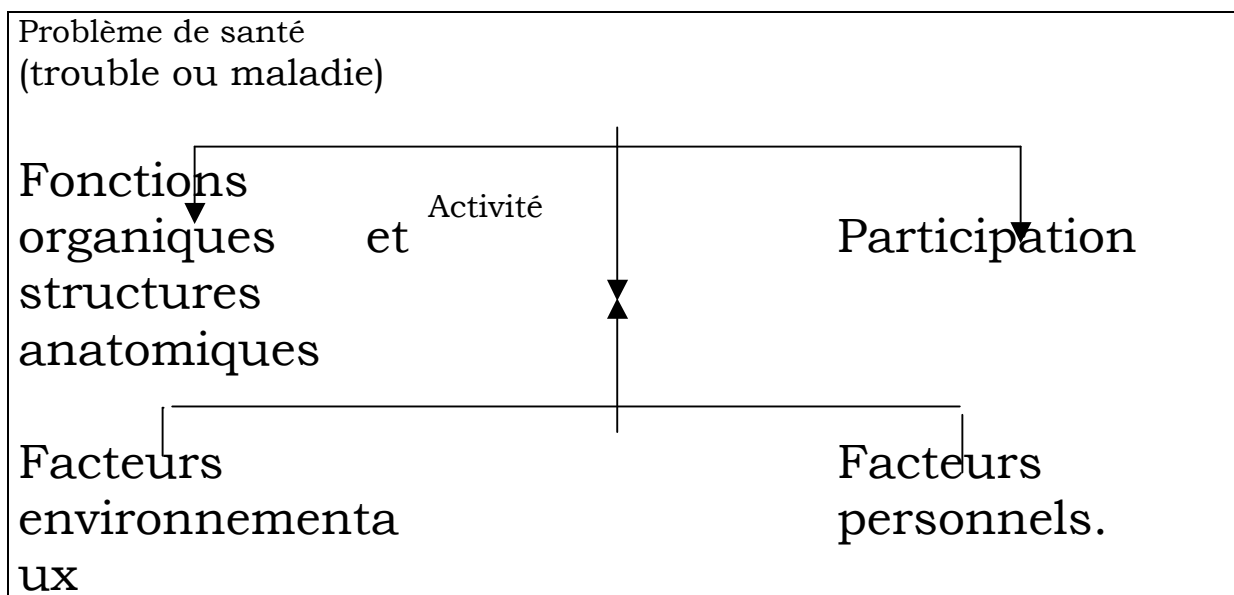 Problème de santé
(trouble ou maladie)
Fonctions
organiques et
structures
anatomiques
Activité
Participation
Facteurs
environnementa
ux
Facteurs
personnels.